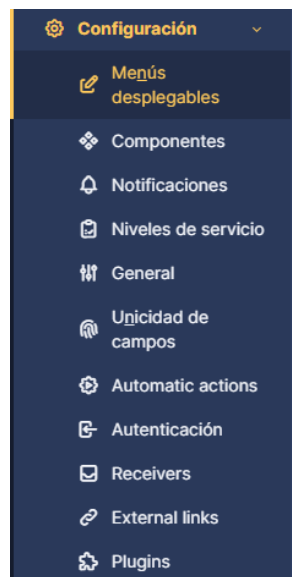 Configuración
Menús
desplegables
Componentes
Notificaciones
Niveles de servicio
General
Unicidad de
campos
Automatic actions
Autenticación
Receivers
External links
Plugins